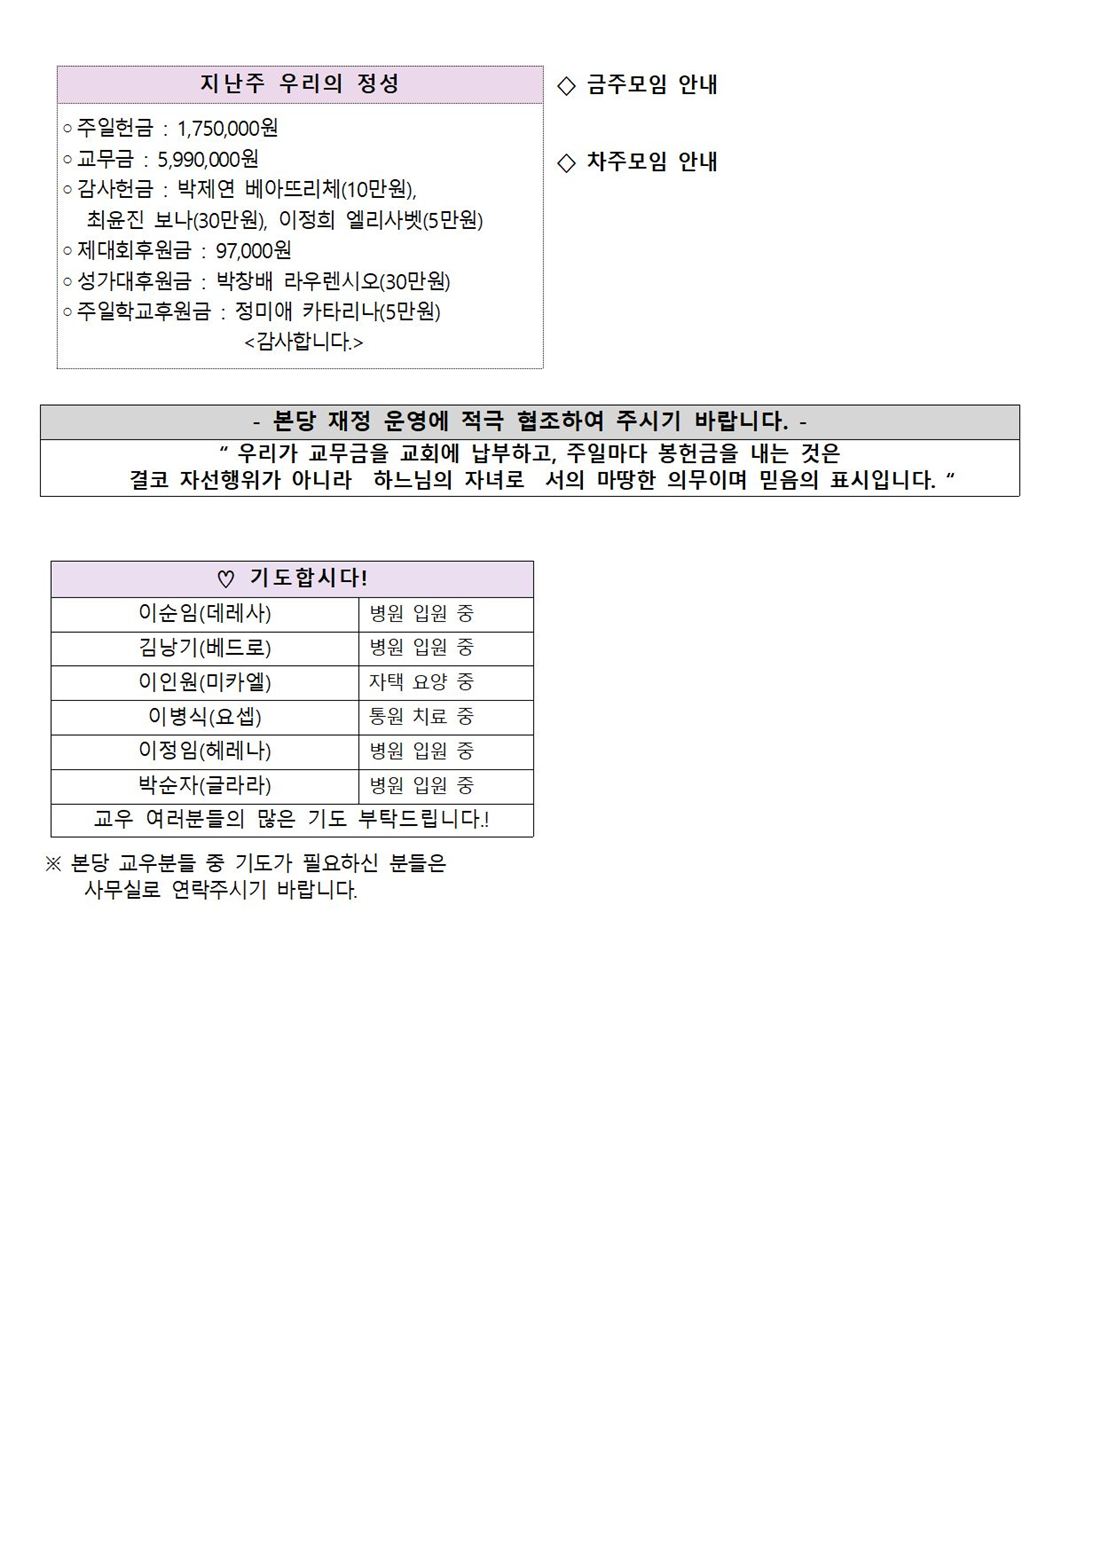 지난주 우리의 정성
○ 주일헌금 : 1,750,000원
○ 교무금 : 5,990,000원
○ 감사헌금 : 박제연 베아뜨리체(10만원),
최윤진 보나(30만원), 이정희 엘리사벳(5만원)
○ 제대회후원금 : 97,000원
○ 성가대후원금 : 박창배 라우렌시오(30만원)
○ 주일학교후원금 : 정미애 카타리나(5만원)
<감사합니다.>
◇ 금주모임 안내
◇ 차주모임 안내
- 본당 재정 운영에 적극 협조하여 주시기 바랍니다. -
“ 우리가 교무금을 교회에 납부하고, 주일마다 봉헌금을 내는 것은
결코 자선행위가 아니라 하느님의 자녀로 서의 마땅한 의무이며 믿음의 표시입니다. “
♡ 기도합시다!
이순임(데레사) 병원 입원 중
김낭기(베드로) 병원 입원 중
이인원(미카엘) 자택 요양 중
이병식(요셉) 통원 치료 중
이정임(헤레나) 병원 입원 중
박순자(글라라) 병원 입원 중
교우 여러분들의 많은 기도 부탁드립니다.!
※ 본당 교우분들 중 기도가 필요하신 분들은
사무실로 연락주시기 바랍니다.